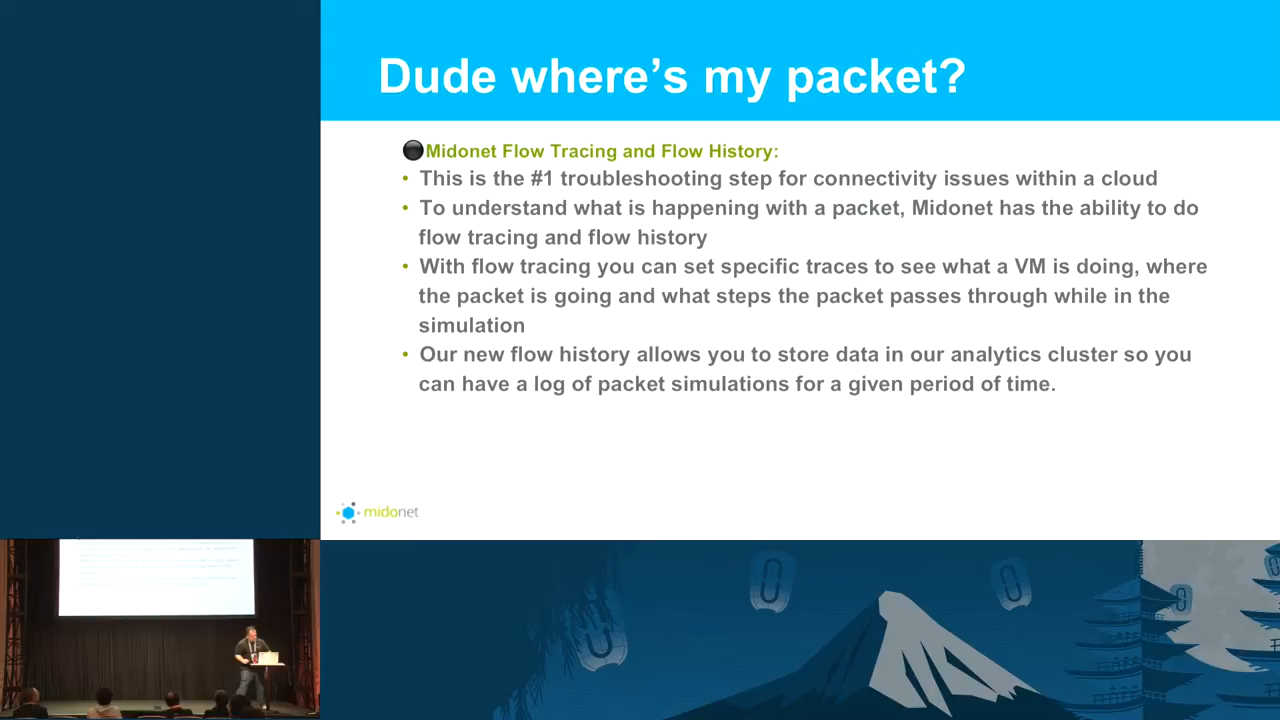 Dude where's my packet?
Midonet Flow Tracing and Flow History:
• This is the #1 troubleshooting step for connectivity issues within a cloud
• To understand what is happening with a packet, Midonet has the ability to do
flow tracing and flow history
• With flow tracing you can set specific traces to see what a VM is doing, where
the packet is going and what steps the packet passes through while in the
simulation
• Our new flow history allows you to store data in our analytics cluster so you
can have a log of packet simulations for a given period of time.
midonet